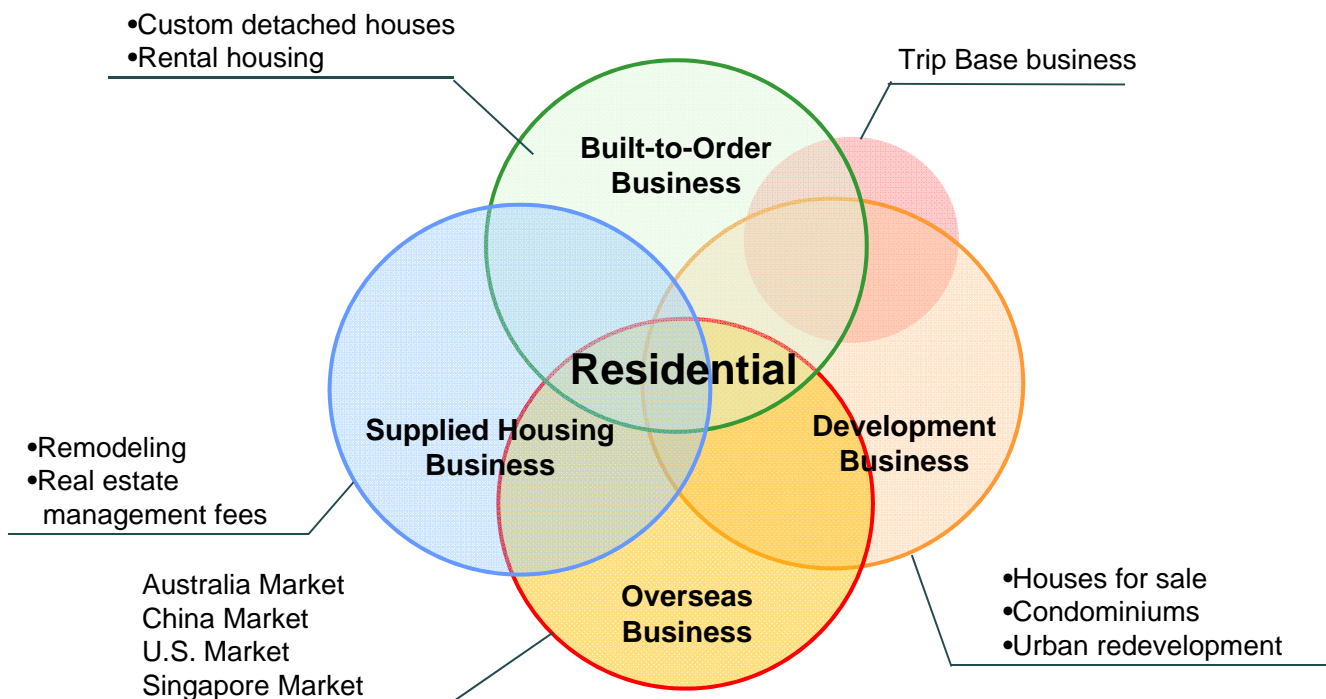 •Custom detached houses
•Rental housing
Trip Base business
Built-to-Order
Business
Residential
Supplied Housing
Business
Development
Business
•Remodeling
•Real estate
management fees
Overseas
Business
Australia Market
China Market
U.S. Market
Singapore Market
•Houses for sale
•Condominiums
•Urban redevelopment